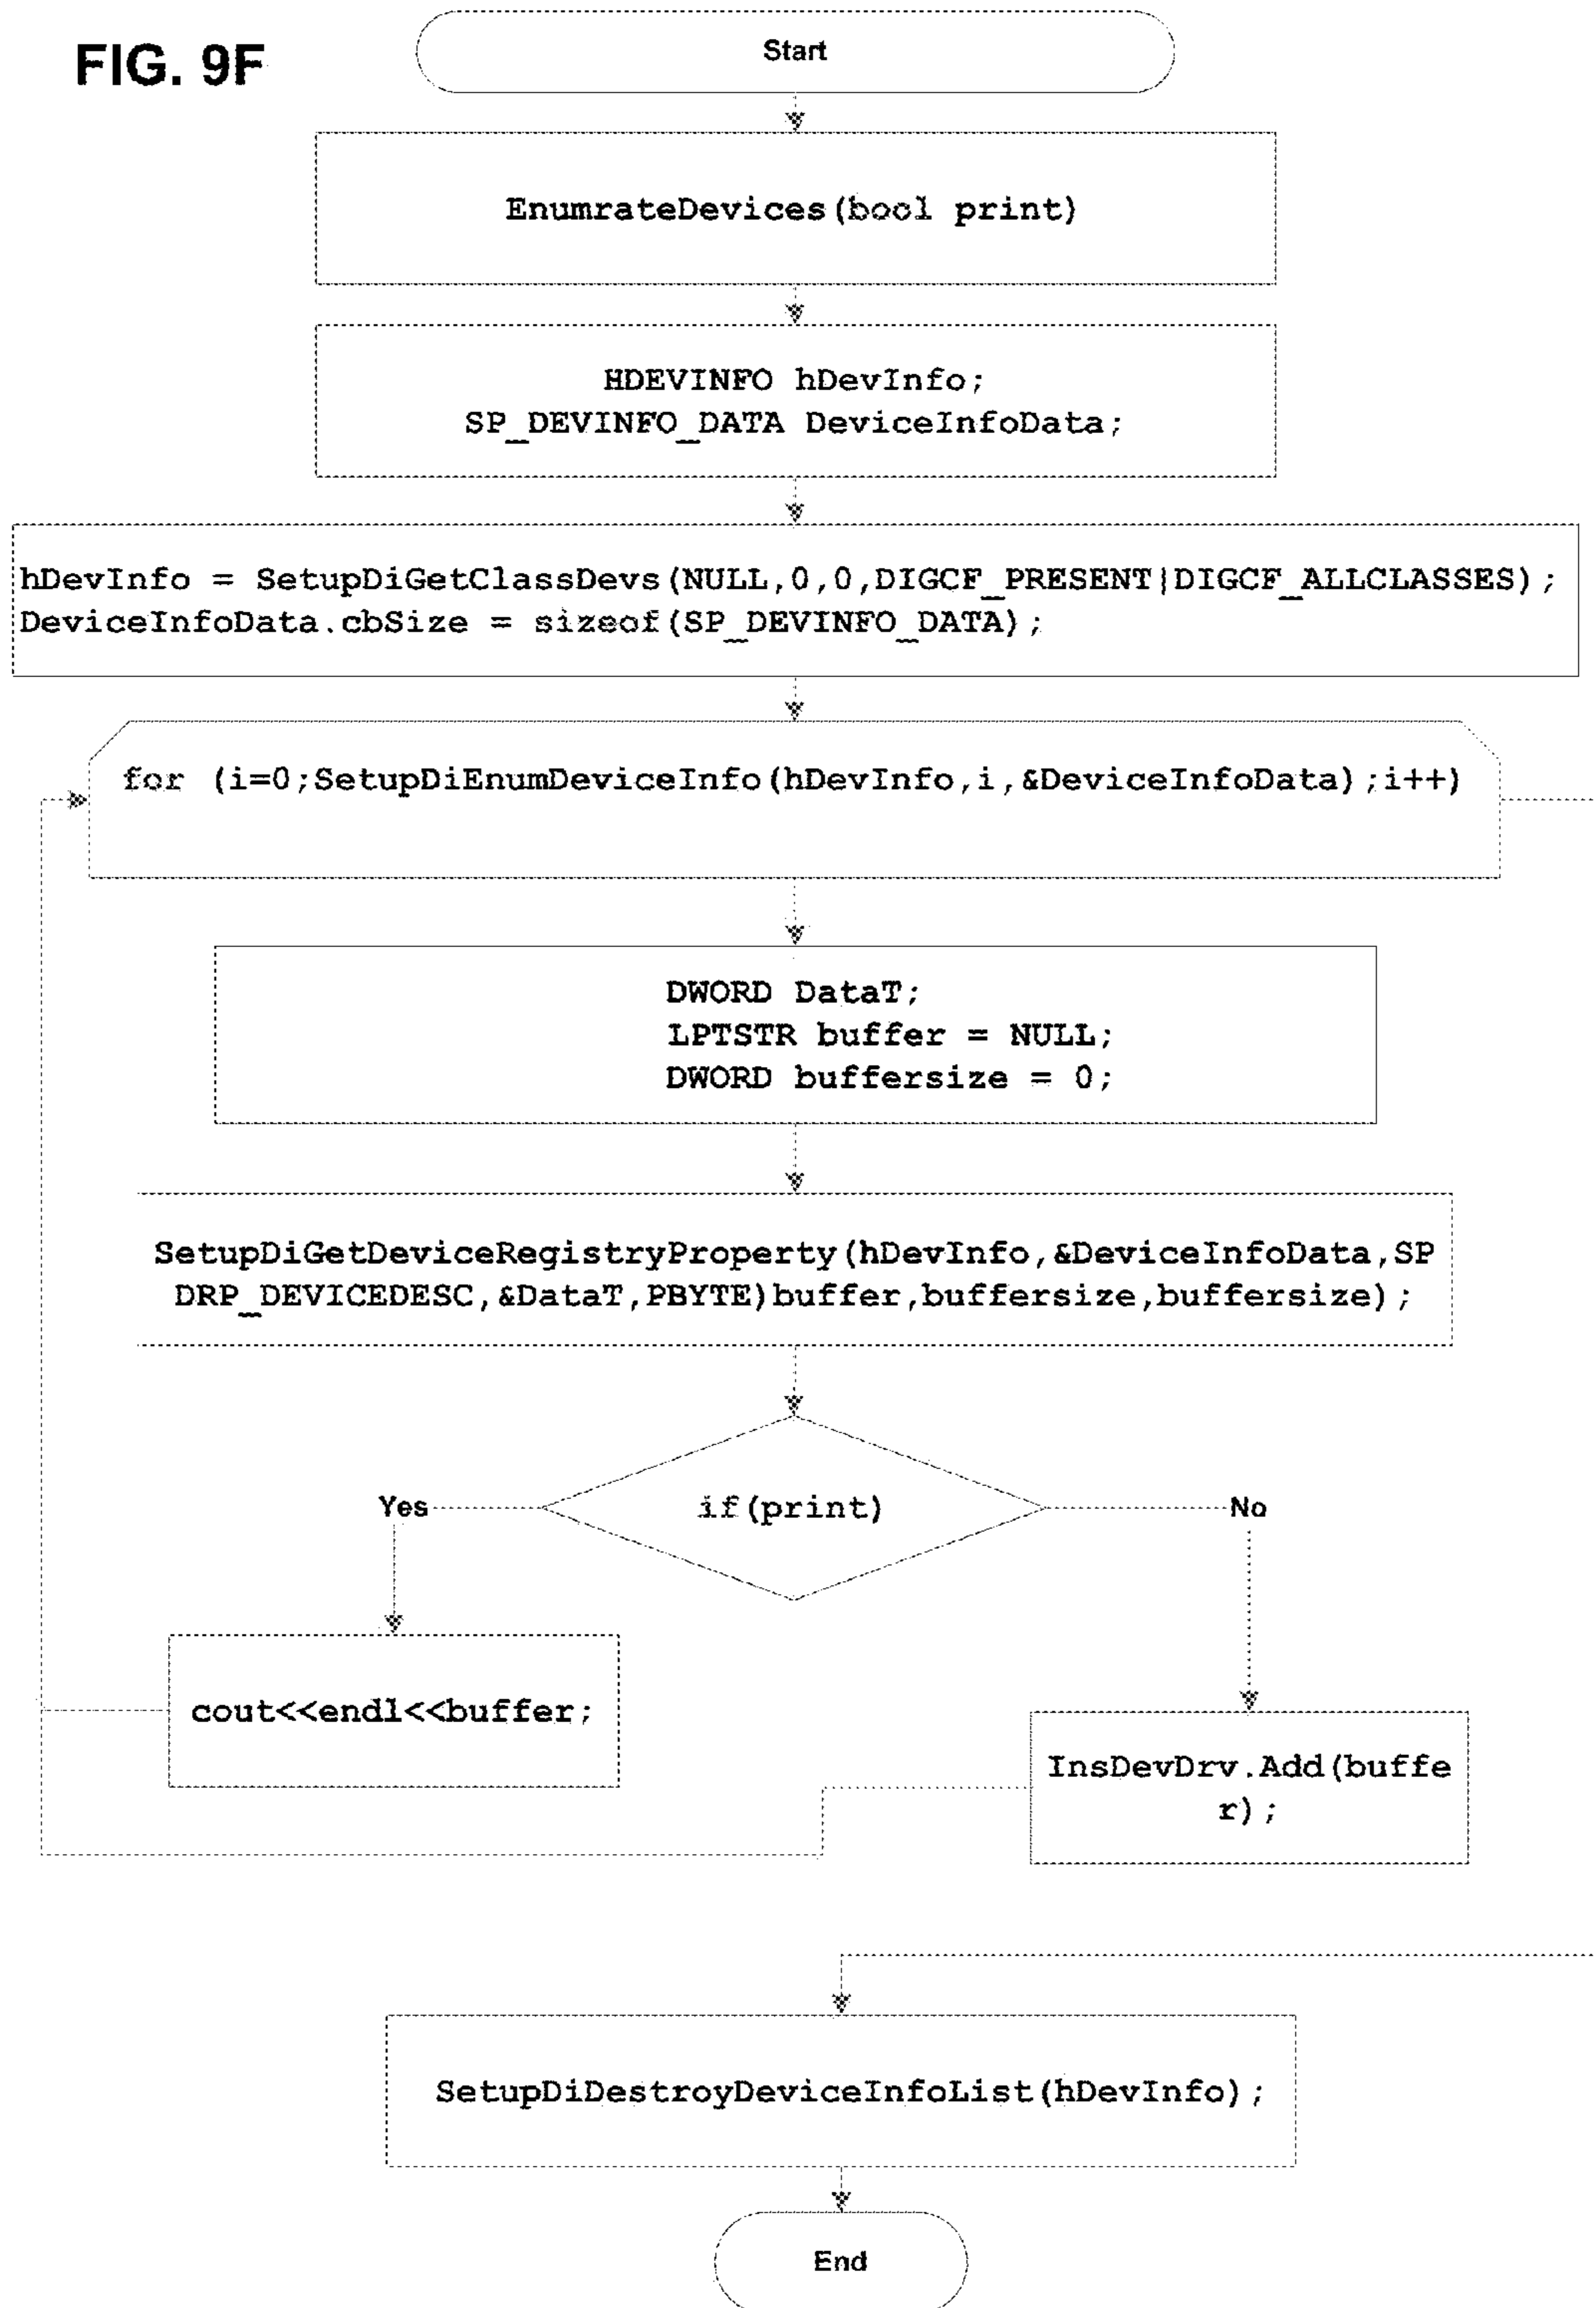 FIG. 9F
Start
EnumrateDevices(bool print)
HDEVINFO hDevInfo;
SP_DEVINFO_DATA DeviceInfoData;
hDevInfo = SetupDiGetClassDevs(NULL,0,0,DIGCF_PRESENT|DIGCF_ALLCLASSES);
DeviceInfoData.cbSize = sizeof(SP_DEVINFO_DATA);
for (i=0;SetupDiEnumDeviceInfo(hDevInfo,i,&DeviceInfoData);i++)
DWORD DataT;
LPTSTR buffer = NULL;
DWORD buffersize = 0;
SetupDiGetDeviceRegistryProperty(hDevInfo,&DeviceInfoData,SP
DRP_DEVICEDESC,&DataT,PBYTE)buffer,buffersize,buffersize);
if(print)
Yes
No
cout<<endl<<buffer;
InsDevDrv.Add(buffe
r);
SetupDiDestroyDeviceInfoList(hDevInfo);
End